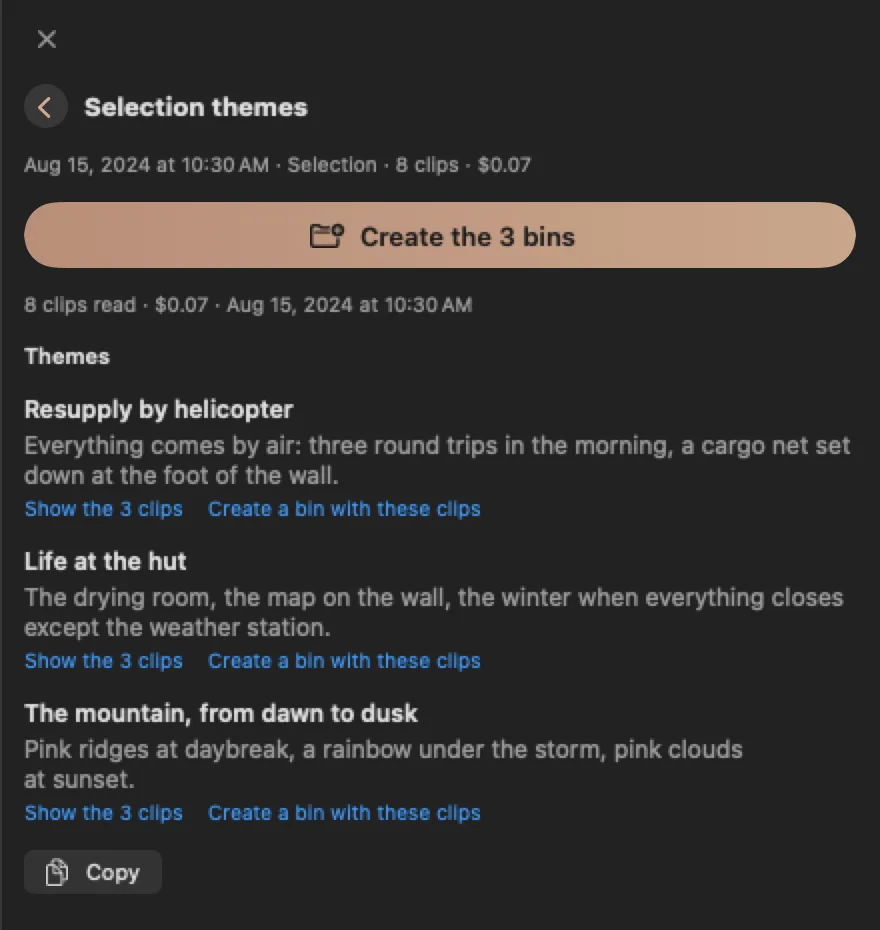 Selection themes
Aug 15, 2024 at 10:30 AM · Selection · 8 clips · $0.07
Create the 3 bins
8 clips read · $0.07 · Aug 15, 2024 at 10:30 AM
Themes
Resupply by helicopter
Everything comes by air: three round trips in the morning, a cargo net set
down at the foot of the wall.
Show the 3 clips Create a bin with these clips
Life at the hut
The drying room, the map on the wall, the winter when everything closes
except the weather station.
Show the 3 clips Create a bin with these clips
The mountain, from dawn to dusk
Pink ridges at daybreak, a rainbow under the storm, pink clouds
at sunset.
Show the 3 clips Create a bin with these clips
Copy